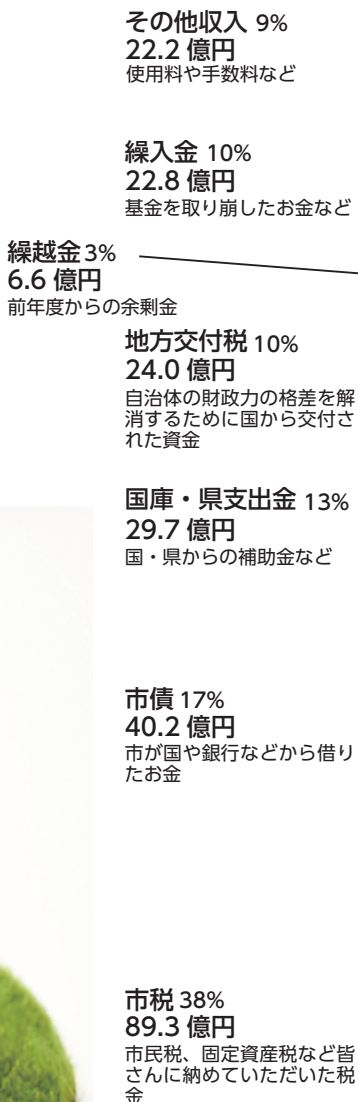 その他収入 9%
22.2 億円
使用料や手数料など
繰入金 10%
22.8 億円
基金を取り崩したお金など
繰越金3%
6.6 億円
前年度からの余剰金
地方交付税 10%
24.0 億円
自治体の財政力の格差を解
消するために国から交付さ
れた資金
国庫・県支出金 13%
29.7 億円
国・県からの補助金など
市債 17%
40.2 億円
市が国や銀行などから借り
たお金
市税 38%
89.3 億円
市民税、固定資産税など皆
さんに納めていただいた税
金